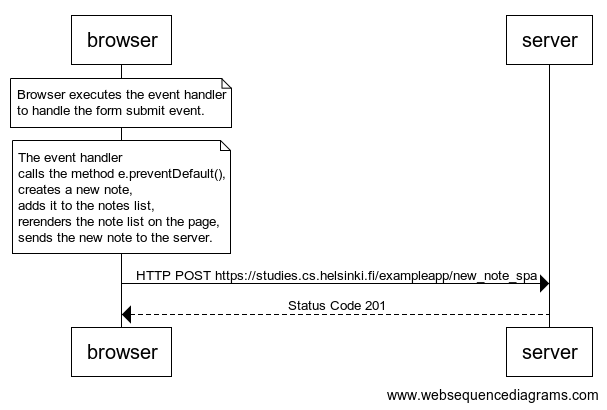 browser
server
Browser executes the event handler
to handle the form submit event.
The event handler
calls the method e.preventDefault(),
creates a new note,
adds it to the notes list,
rerenders the note list on the page,
sends the new note to the server.
HTTP POST https://studies.cs.helsinki.fi/exampleapp/new_note_spa
Status Code 201
browser
server
www.websequencediagrams.com